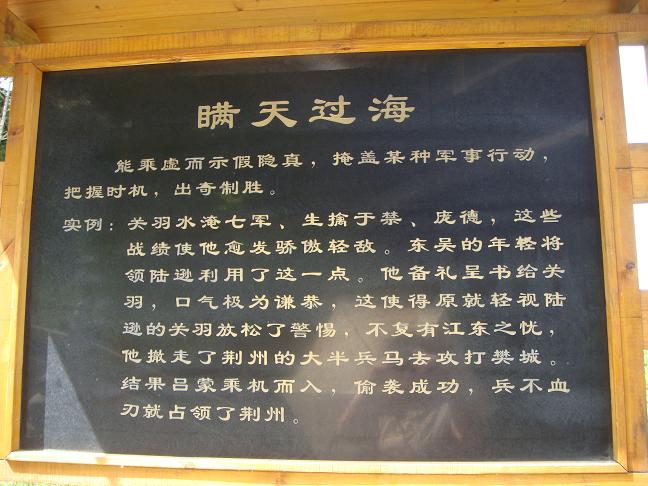 瞒天过海
能乘虚而示假隐真，掩盖某种军事行动，
把握时机，出奇制胜。
实例：关羽水淹七军、生擒于禁、庞德，这些
战绩使他愈发骄傲轻敌。东吴的年轻将
领陆逊利用了这一点。他备礼呈书给关
羽，口气极为谦恭，这使得原就轻视陆
逊的关羽放松了警惕，不复有江东之忧，
他撤走了荆州的大半兵马去攻打樊城。
结果吕蒙乘机而入，偷袭成功，兵不血
刃就占领了荆州。